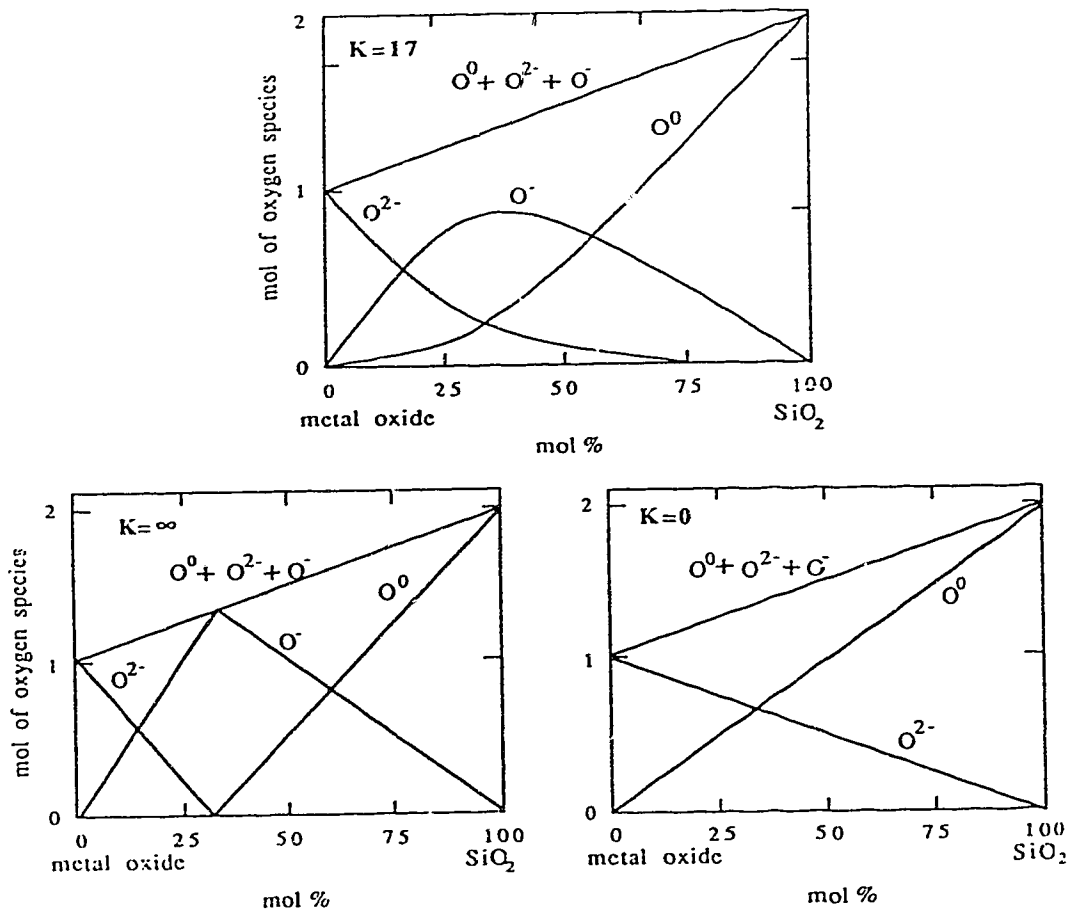 2
K=17
O⁰+ O²⁻+ O⁻
O⁰
1
O⁻
O²⁻
mol of oxygen species
0
0 25 50 75 100
metal oxide SiO₂
mol %
2
K=∞
O⁰+ O²⁻+ O⁻
O⁰
1
O⁻
O²⁻
mol of oxygen species
0
0 25 50 75 100
metal oxide SiO₂
mol %
2
K=0
O⁰+ O²⁻+ O⁻
O⁰
1
O²⁻
0
0 25 50 75 100
metal oxide SiO₂
mol %